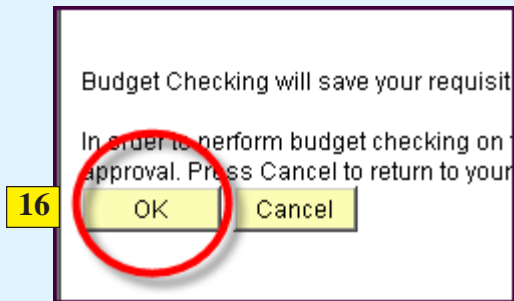 Budget Checking will save your requisit
In order to perform budget checking on
approval. Press Cancel to return to your
16
OK
Cancel